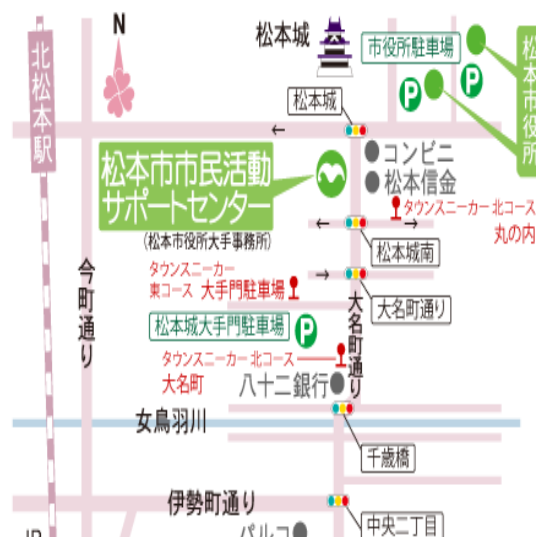 N
松本城
市役所駐車場
P
P
松本市役所
北松本駅
松本城
←
コンビニ
松本信金
松本市市民活動
サポートセンター
(松本市役所大手事務所)
タウンスニーカー 北コース
丸の内
← →
松本城南
今町通り
タウンスニーカー
東コース 大手門駐車場
→
大名町通り
大名町通り
松本城大手門駐車場
P
タウンスニーカー 北コース
大名町
八十二銀行
女鳥羽川
千歳橋
伊勢町通り
中央二丁目
パルコ
JR